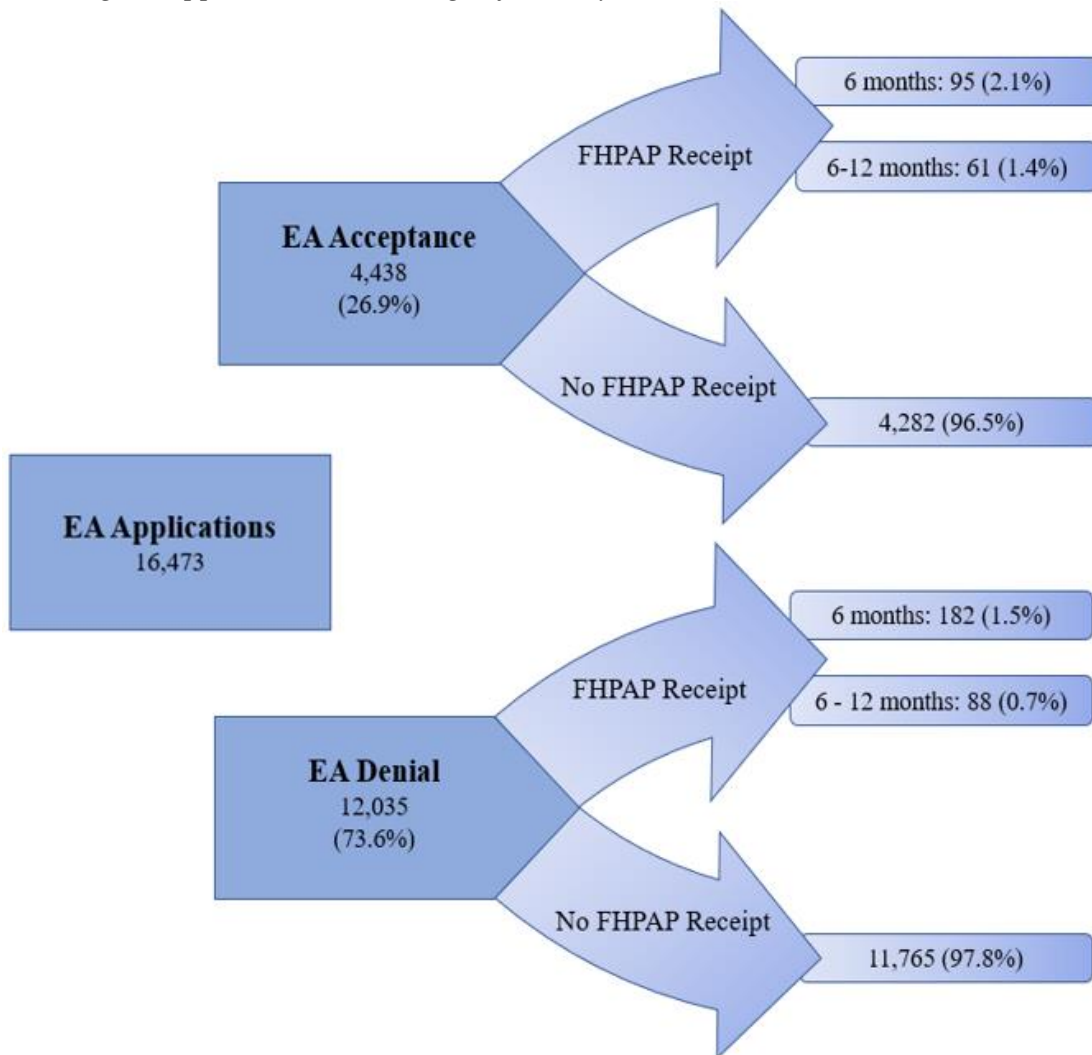 6 months: 95 (2.1%)
FHPAP Receipt
6-12 months: 61 (1.4%)
EA Acceptance
4,438
(26.9%)
No FHPAP Receipt
4,282 (96.5%)
EA Applications
16,473
6 months: 182 (1.5%)
FHPAP Receipt
6 - 12 months: 88 (0.7%)
EA Denial
12,035
(73.6%)
No FHPAP Receipt
11,765 (97.8%)